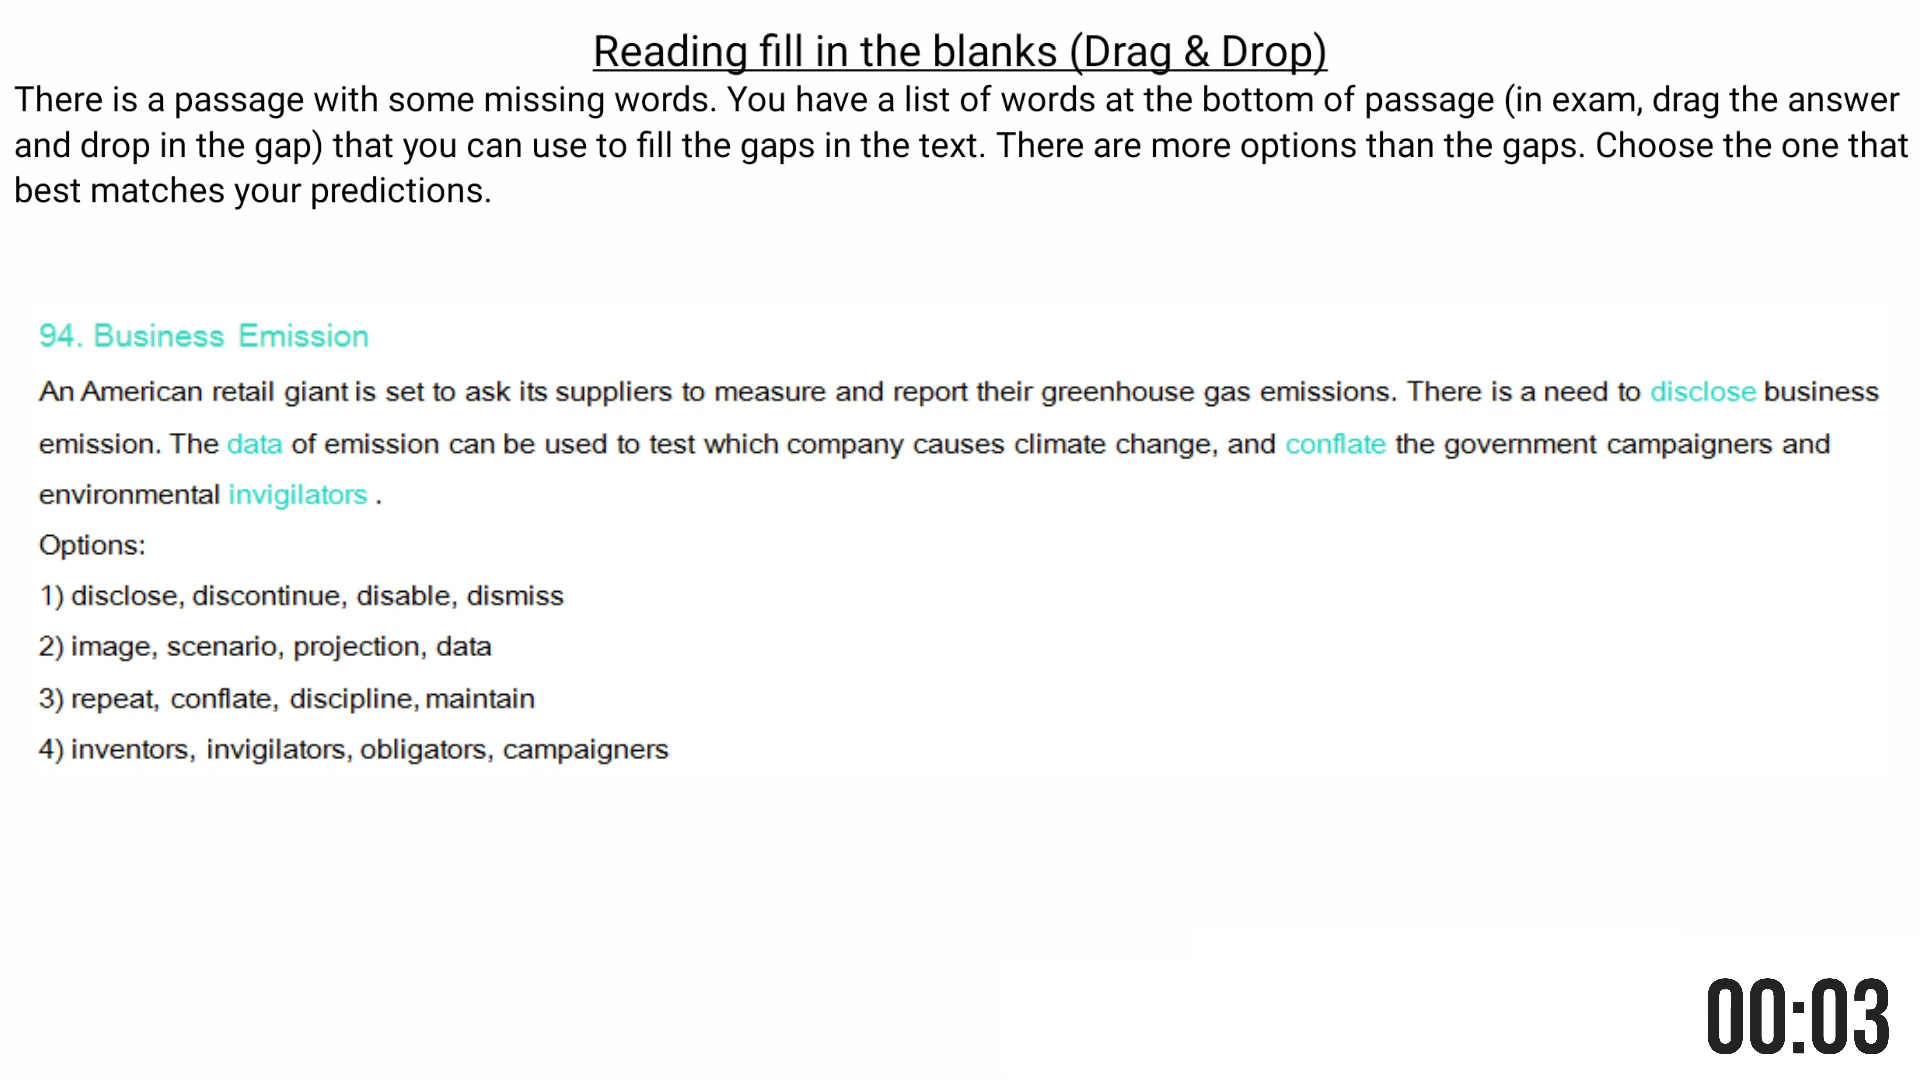 Reading fill in the blanks (Drag & Drop)
There is a passage with some missing words. You have a list of words at the bottom of passage (in exam, drag the answer
and drop in the gap) that you can use to fill the gaps in the text. There are more options than the gaps. Choose the one that
best matches your predictions.
94. Business Emission
An American retail giant is set to ask its suppliers to measure and report their greenhouse gas emissions. There is a need to disclose business
emission. The data of emission can be used to test which company causes climate change, and conflate the government campaigners and
environmental invigilators .
Options:
1) disclose, discontinue, disable, dismiss
2) image, scenario, projection, data
3) repeat, conflate, discipline, maintain
4) inventors, invigilators, obligators, campaigners
00:03